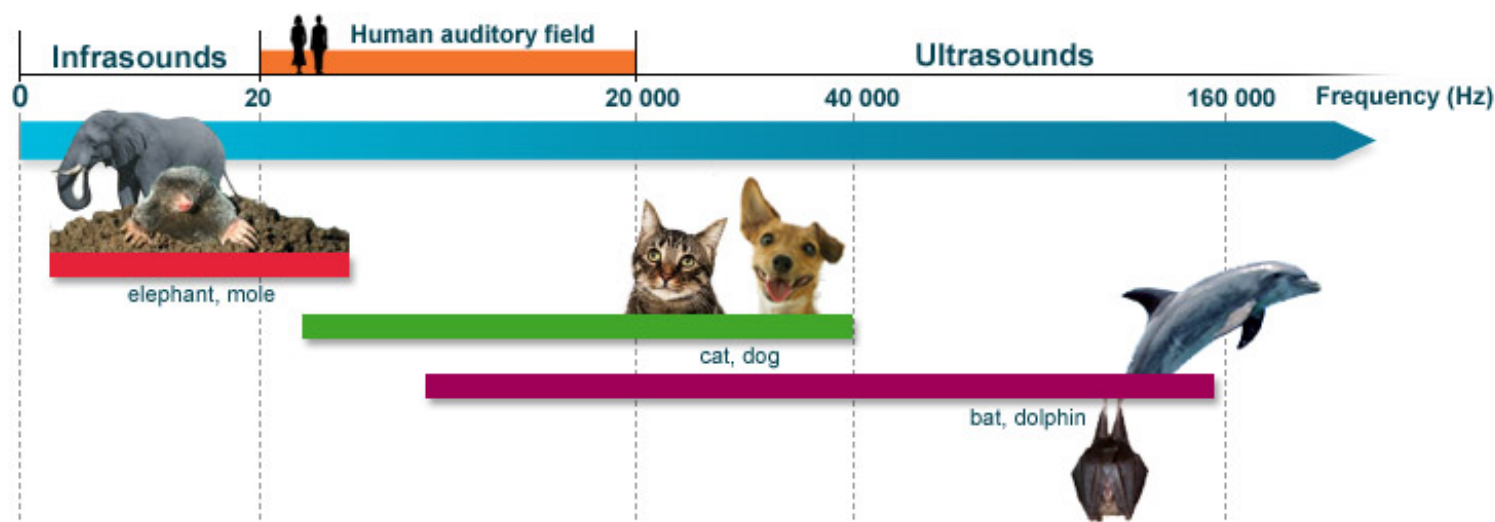 Infrasounds
Human auditory field
Ultrasounds
0
20
20 000
40 000
160 000
Frequency (Hz)
elephant, mole
cat, dog
bat, dolphin